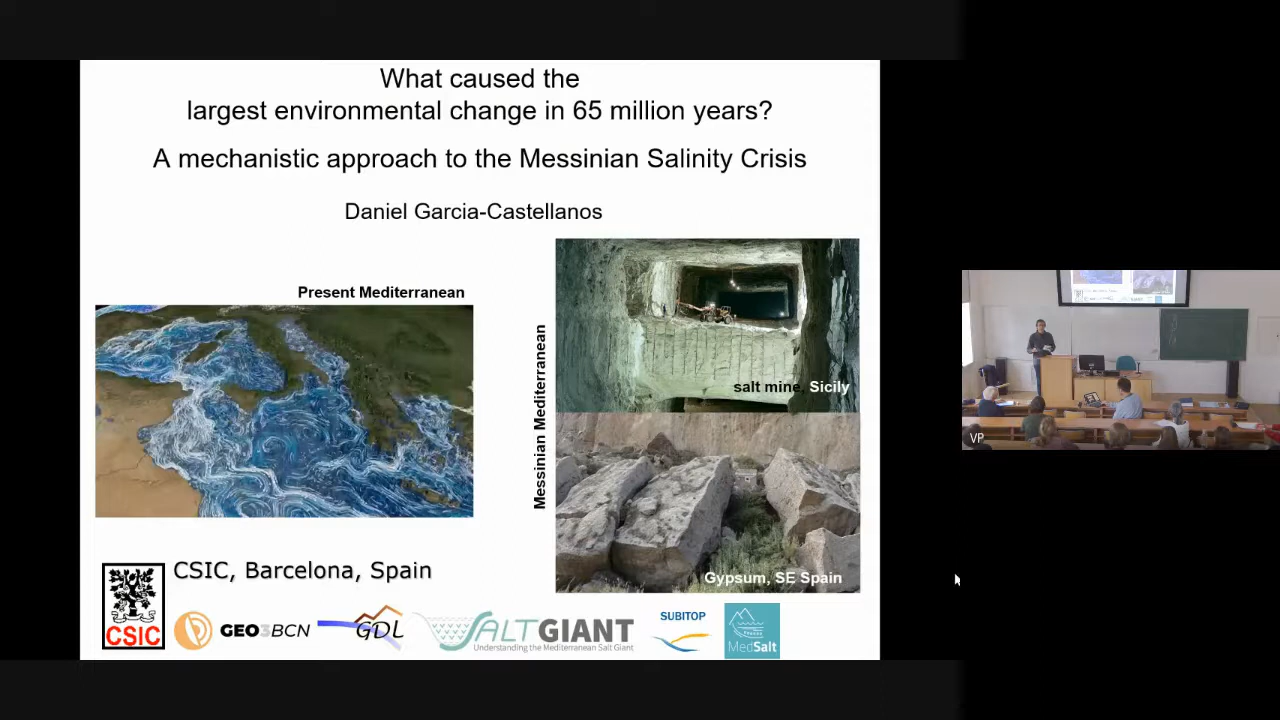 What caused the
largest environmental change in 65 million years?
A mechanistic approach to the Messinian Salinity Crisis
Daniel Garcia-Castellanos
Present Mediterranean
Messinian Mediterranean
salt mine, Sicily
Gypsum, SE Spain
CSIC, Barcelona, Spain
CSIC
GEO3BCN
GDL
SALTGIANT
Understanding the Mediterranean Salt Giant
SUBITOP
MedSalt
VP